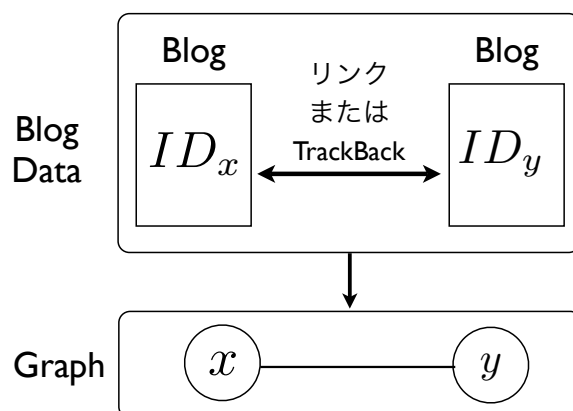 Blog
Blog
リンク
または
TrackBack
Blog
Data
ID_x
ID_y
Graph
x
y